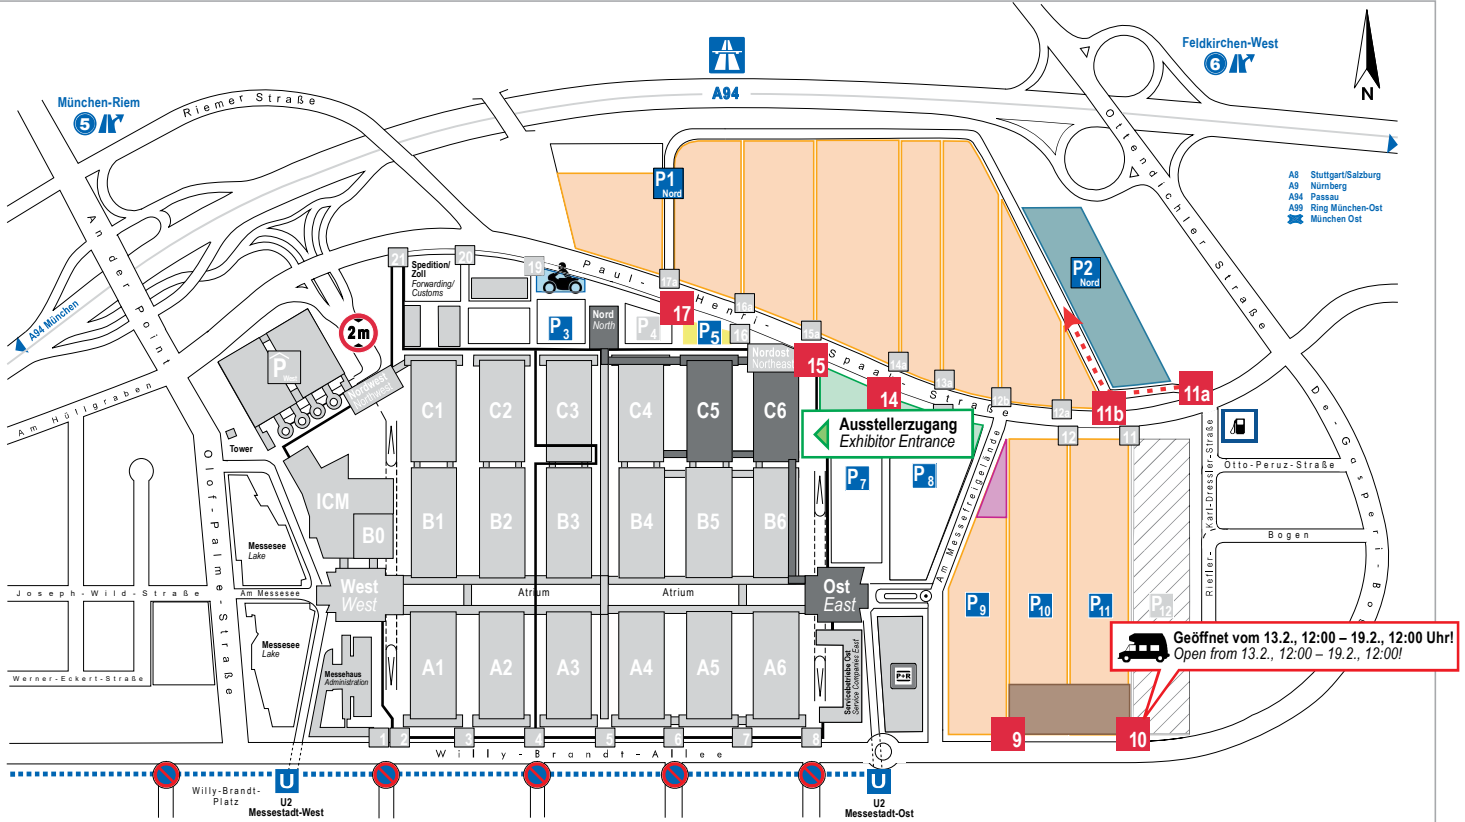 A94
Feldkirchen-West
6
N
München-Riem
5
Riemer Straße
An der Point
A94 München
Am Hüllgraben
Olof-Palme-Straße
Joseph-Wild-Straße
Werner-Eckert-Straße
Am Messesee
Messesee
Lake
Messesee
Lake
Tower
P
West
2m
Nordwest
ICM
B0
West
West
Messehaus
Administration
21
20
19
Spedition/
Zoll
Forwarding/
Customs
P3
Nord
North
P4
17
P5
16
Nordost
Northeast
15
14
17a
16a
15a
14a
13a
12b
12a
11b
11a
12
11
Paul-Henri-Spaak-Straße
P1
Nord
P2
Nord
Ottendichler Straße
A8 Stuttgart/Salzburg
A9 Nürnberg
A94 Passau
A99 Ring München-Ost
München Ost
De-Gasperi-Bo
Karl-Dressler-Straße
Otto-Peruz-Straße
Bogen
Riefler-
Ausstellerzugang
Exhibitor Entrance
P7
P8
Am Messefreigelände
C1
C2
C3
C4
C5
C6
B1
B2
B3
B4
B5
B6
Atrium
Atrium
Ost
East
A1
A2
A3
A4
A5
A6
Servicebetriebe Ost
Service Companies East
P+R
P9
P10
P11
P12
Geöffnet vom 13.2., 12:00 – 19.2., 12:00 Uhr!
Open from 13.2., 12:00 – 19.2., 12:00!
1
2
3
4
5
6
7
8
9
10
Willy-Brandt-Allee
Willy-Brandt-
Platz
U
U2
Messestadt-West
U
U2
Messestadt-Ost